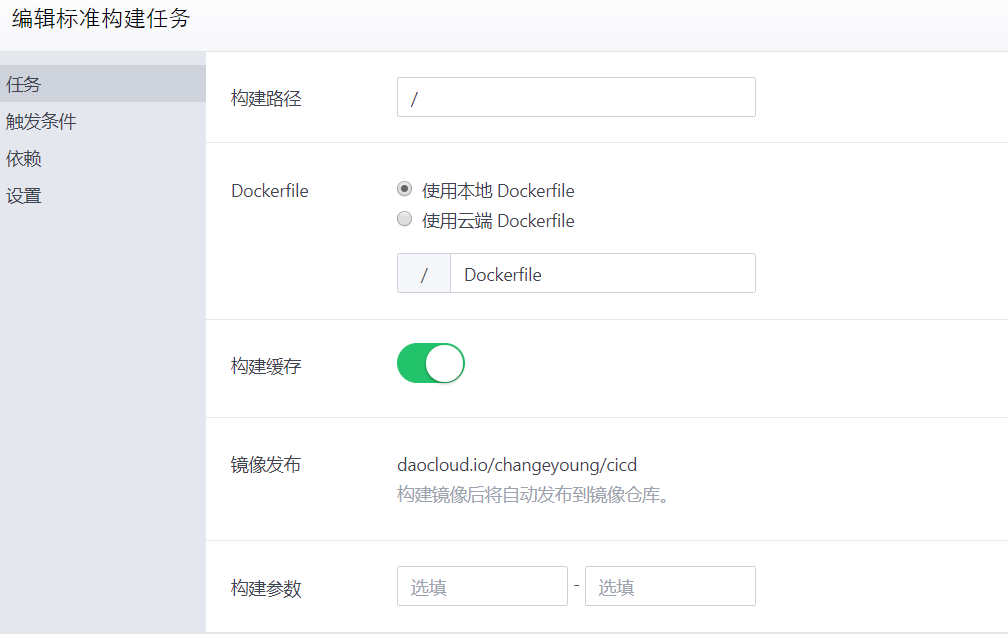 编辑标准构建任务
任务
触发条件
依赖
设置
构建路径
/
Dockerfile
使用本地 Dockerfile
使用云端 Dockerfile
/ Dockerfile
构建缓存
镜像发布
daocloud.io/changeyoung/cicd
构建镜像后将自动发布到镜像仓库。
构建参数
选填 - 选填